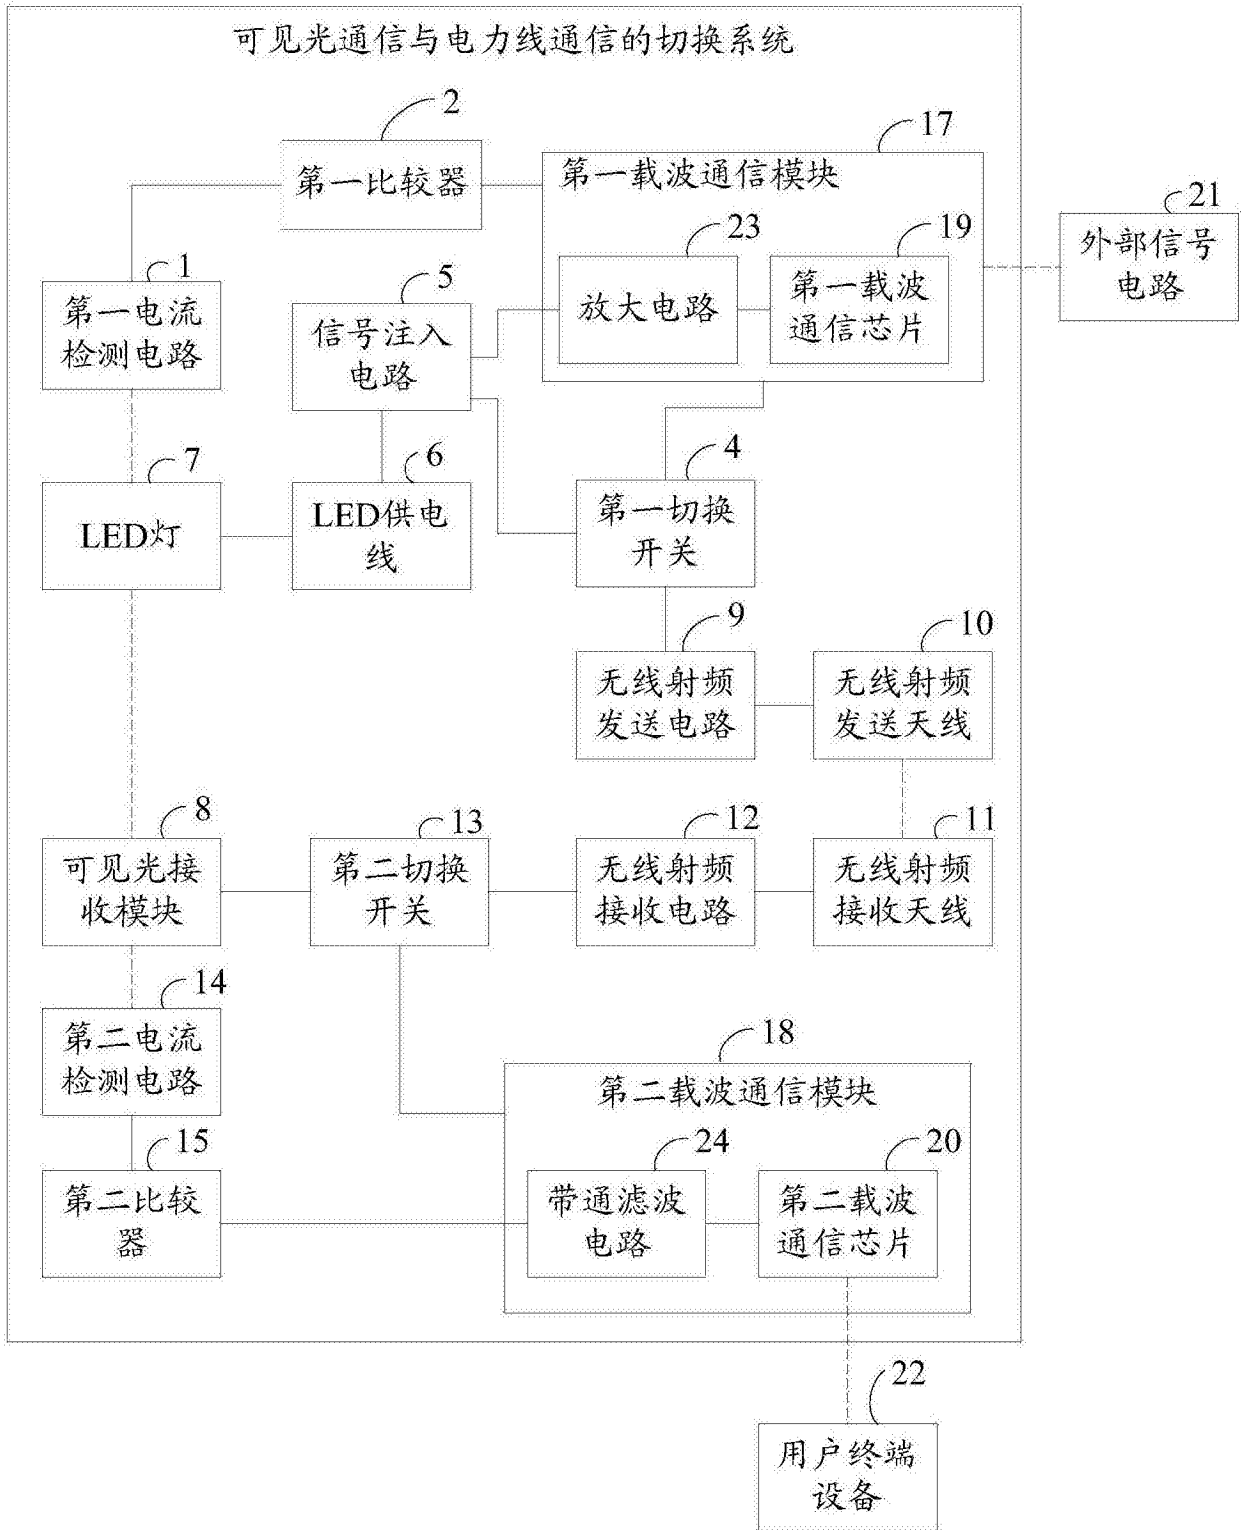 可见光通信与电力线通信的切换系统
2
17
第一比较器
第一载波通信模块
21
外部信号
电路
23
19
放大电路
第一载波
通信芯片
1
第一电流
检测电路
5
信号注入
电路
7
LED灯
6
LED供电
线
4
第一切换
开关
9
无线射频
发送电路
10
无线射频
发送天线
8
可见光接
收模块
13
第二切换
开关
12
无线射频
接收电路
11
无线射频
接收天线
14
第二电流
检测电路
18
第二载波通信模块
15
第二比较
器
24
带通滤波
电路
20
第二载波
通信芯片
22
用户终端
设备